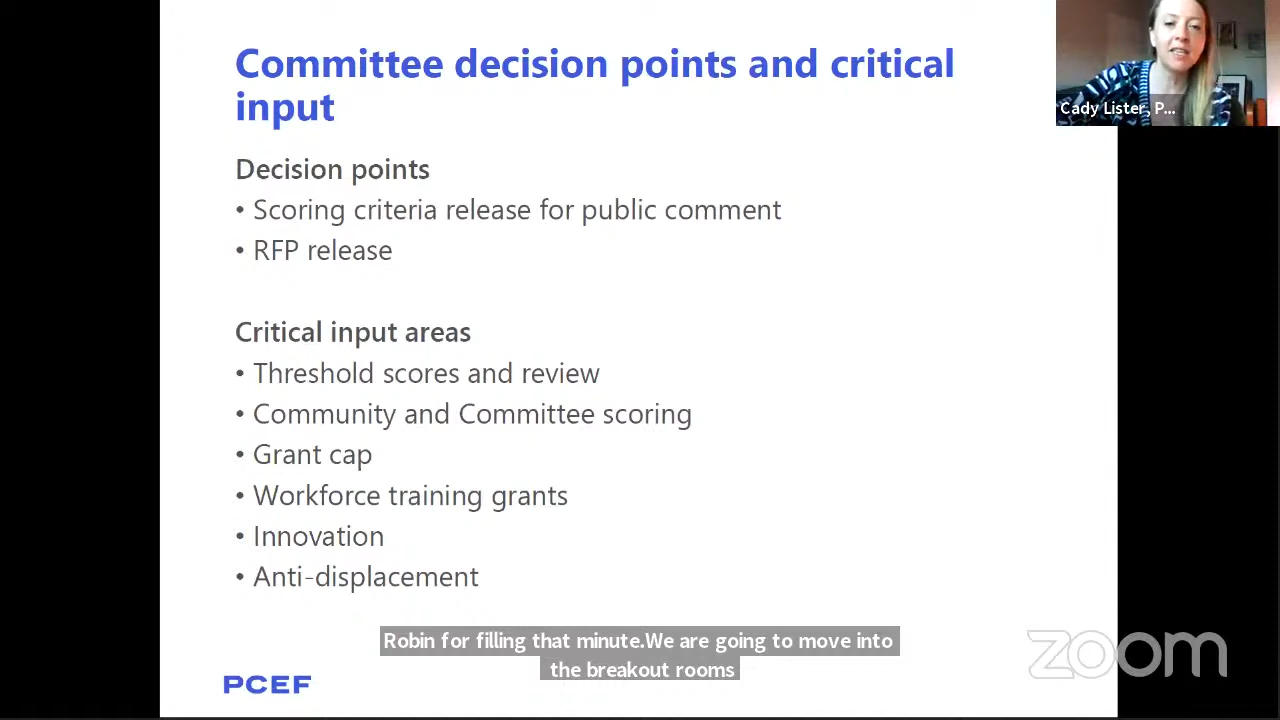 Committee decision points and critical
input
Cady Lister, P...
Decision points
• Scoring criteria release for public comment
• RFP release
Critical input areas
• Threshold scores and review
• Community and Committee scoring
• Grant cap
• Workforce training grants
• Innovation
• Anti-displacement
Robin for filling that minute.We are going to move into
the breakout rooms
PCEF
zoom